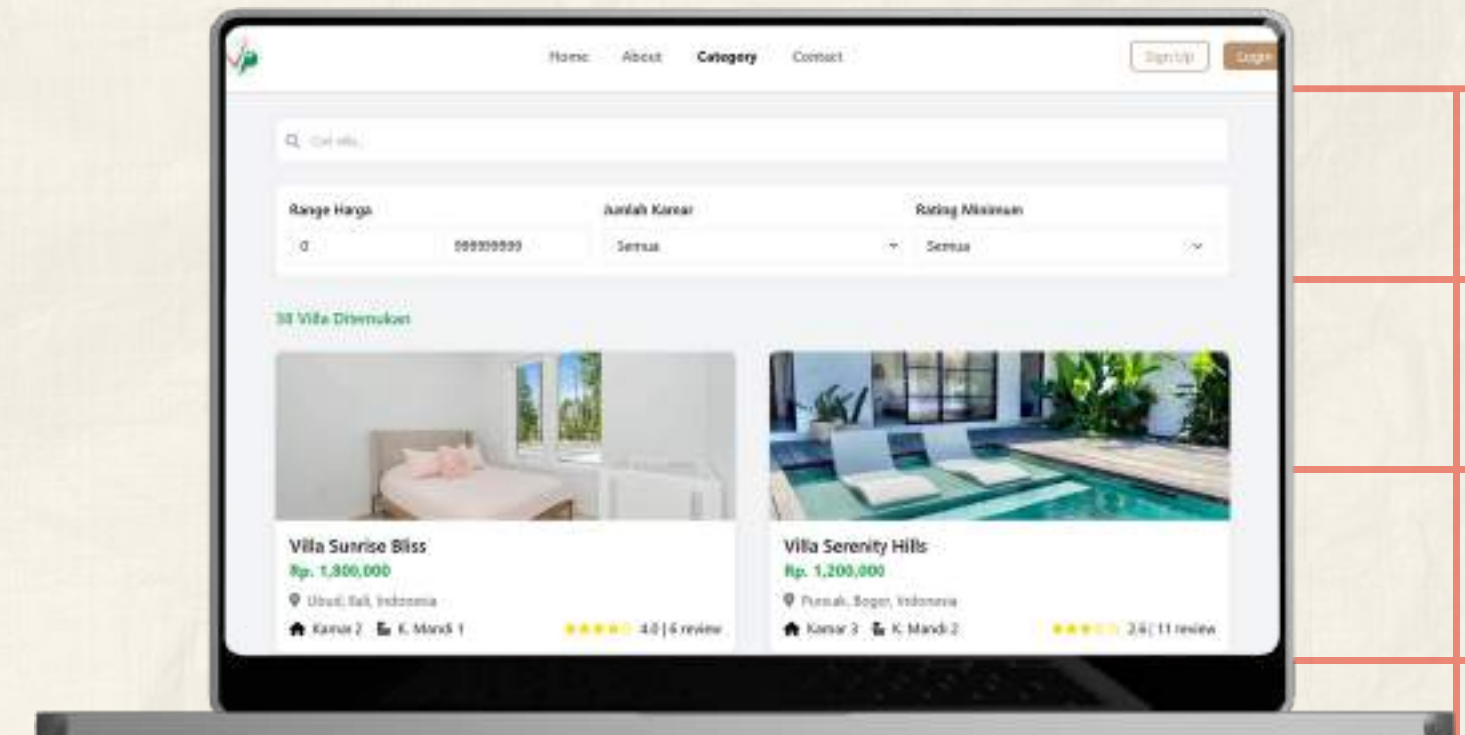 Home About Category Contact
Sign Up Login
Cari villa...
Range Harga Jumlah Kamar Rating Minimum
0 999999999 Semua Semua
Villa Ditemukan
Villa Sunrise Bliss Villa Serenity Hills
Rp. 1,800,000 Rp. 1,200,000
Ubud, Bali, Indonesia Puncak, Bogor, Indonesia
Kamar 2 K. Mandi 1 4.0 | 6 review Kamar 3 K. Mandi 2 | 11 review